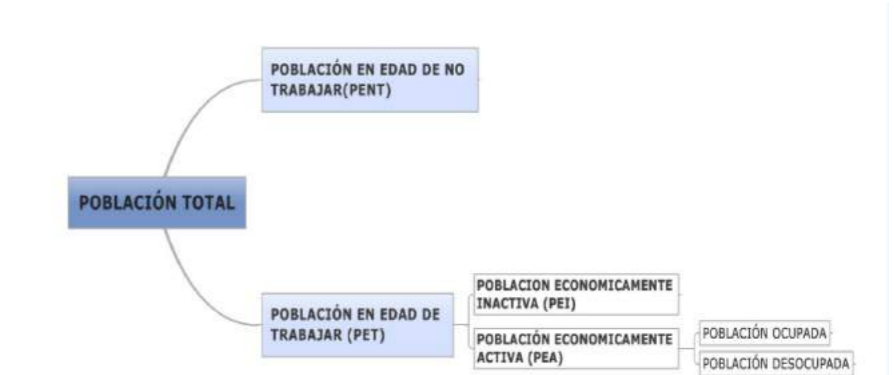 POBLACIÓN EN EDAD DE NO
TRABAJAR(PENT)
POBLACIÓN TOTAL
POBLACIÓN EN EDAD DE
TRABAJAR (PET)
POBLACION ECONOMICAMENTE
INACTIVA (PEI)
POBLACIÓN ECONOMICAMENTE
ACTIVA (PEA)
POBLACIÓN OCUPADA
POBLACIÓN DESOCUPADA